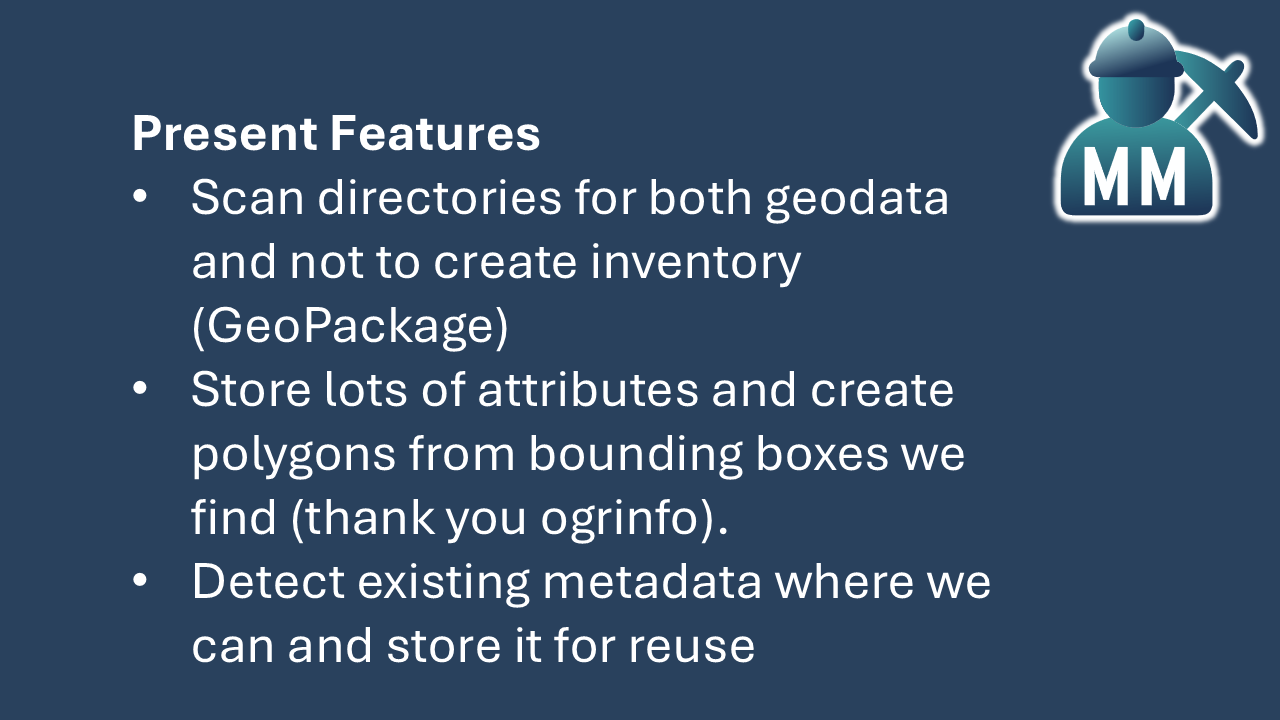 MM
Present Features
• Scan directories for both geodata
and not to create inventory
(GeoPackage)
• Store lots of attributes and create
polygons from bounding boxes we
find (thank you ogrinfo).
• Detect existing metadata where we
can and store it for reuse